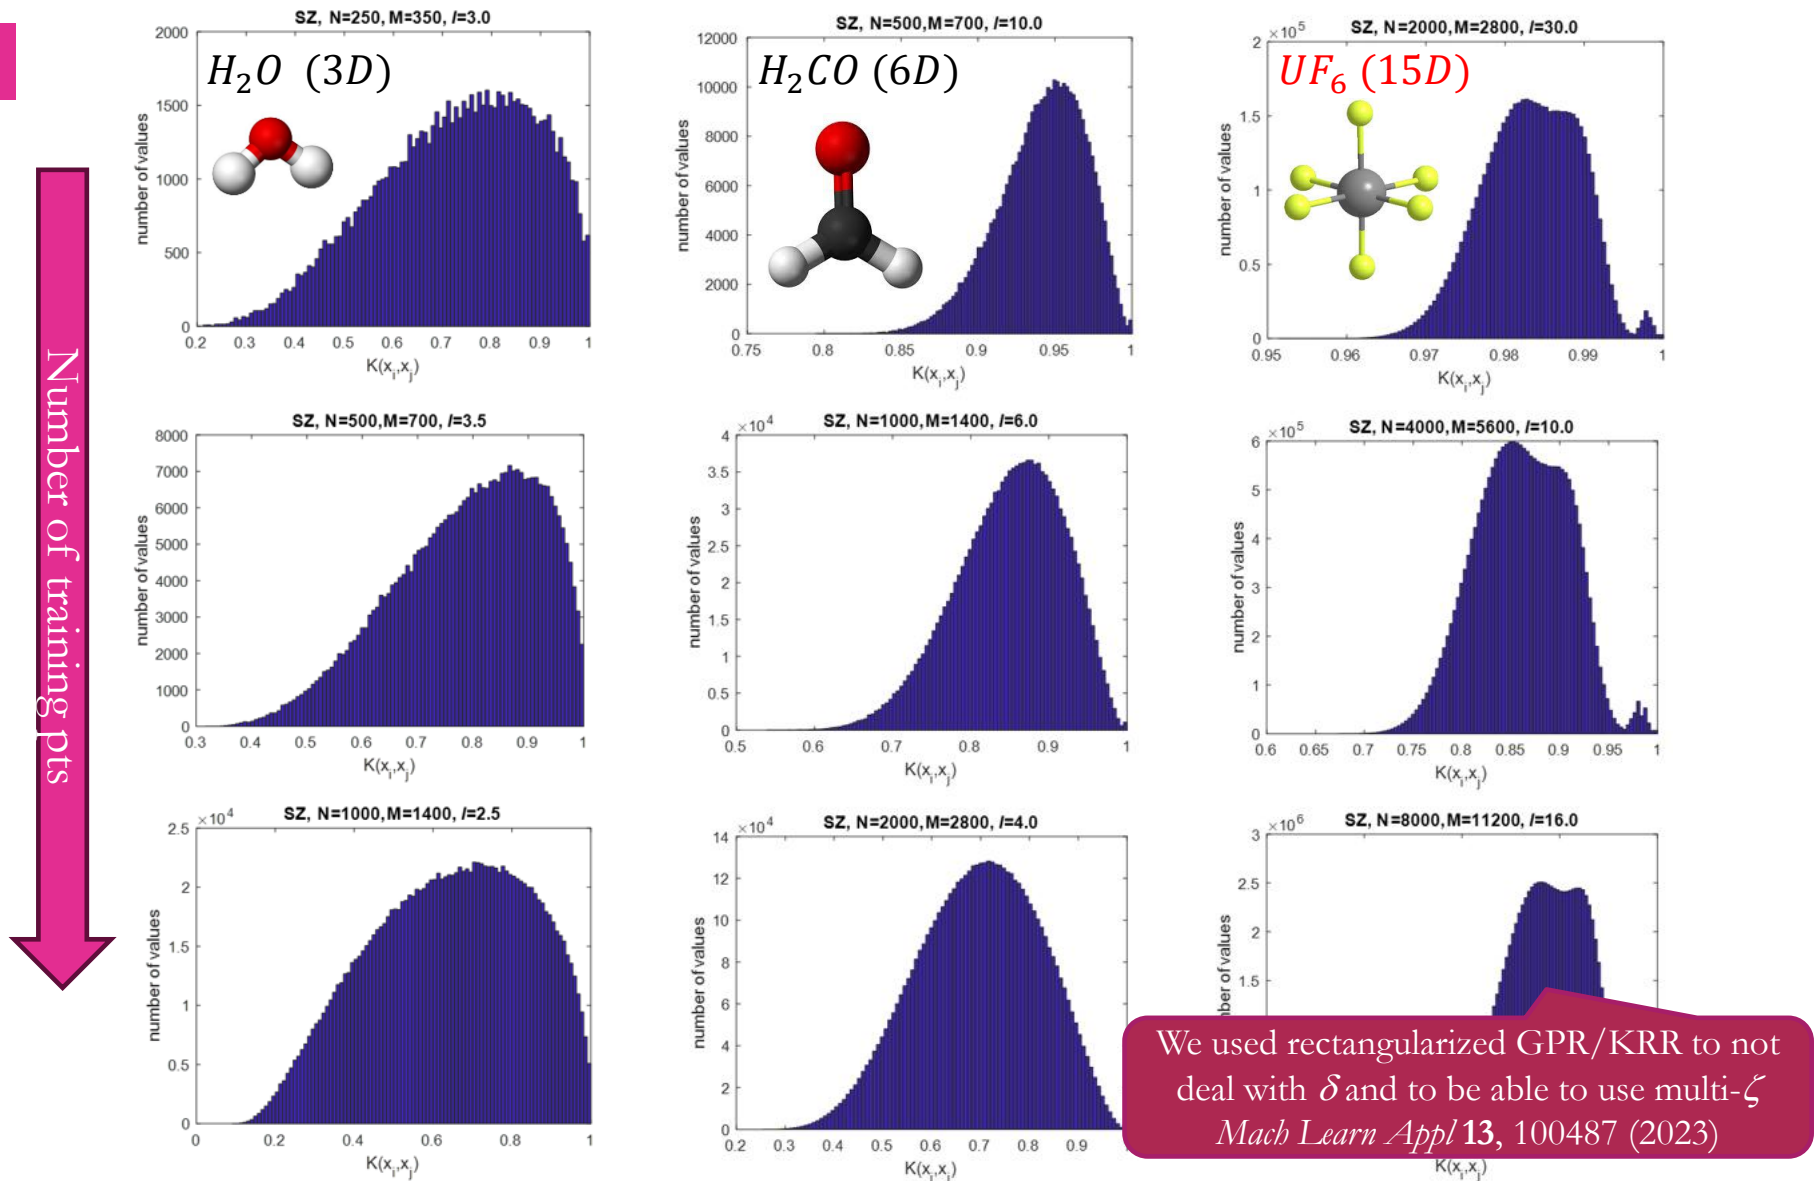 Number of training pts
SZ, N=250, M=350, l=3.0
H₂O (3D)
2000
1500
1000
500
0
number of values
0.2 0.3 0.4 0.5 0.6 0.7 0.8 0.9 1
K(xᵢ,xⱼ)
SZ, N=500, M=700, l=10.0
H₂CO (6D)
12000
10000
8000
6000
4000
2000
0
number of values
0.75 0.8 0.85 0.9 0.95 1
K(xᵢ,xⱼ)
SZ, N=2000, M=2800, l=30.0
×10⁵
UF₆ (15D)
2
1.5
1
0.5
0
number of values
0.95 0.96 0.97 0.98 0.99 1
K(xᵢ,xⱼ)
SZ, N=500, M=700, l=3.5
8000
7000
6000
5000
4000
3000
2000
1000
0
number of values
0.3 0.4 0.5 0.6 0.7 0.8 0.9 1
K(xᵢ,xⱼ)
SZ, N=1000, M=1400, l=6.0
×10⁴
4
3.5
3
2.5
2
1.5
1
0.5
0
number of values
0.5 0.6 0.7 0.8 0.9 1
K(xᵢ,xⱼ)
SZ, N=4000, M=5600, l=10.0
×10⁵
6
5
4
3
2
1
0
number of values
0.6 0.65 0.7 0.75 0.8 0.85 0.9 0.95 1
K(xᵢ,xⱼ)
SZ, N=1000, M=1400, l=2.5
×10⁴
2.5
2
1.5
1
0.5
0
number of values
0 0.2 0.4 0.6 0.8 1
K(xᵢ,xⱼ)
SZ, N=2000, M=2800, l=4.0
×10⁴
14
12
10
8
6
4
2
0
number of values
0.2 0.3 0.4 0.5 0.6 0.7 0.8 0.9
K(xᵢ,xⱼ)
SZ, N=8000, M=11200, l=16.0
×10⁶
3
2.5
2
1.5
of values
K(xᵢ,xⱼ)
We used rectangularized GPR/KRR to not
deal with δ and to be able to use multi-ζ
Mach Learn Appl 13, 100487 (2023)